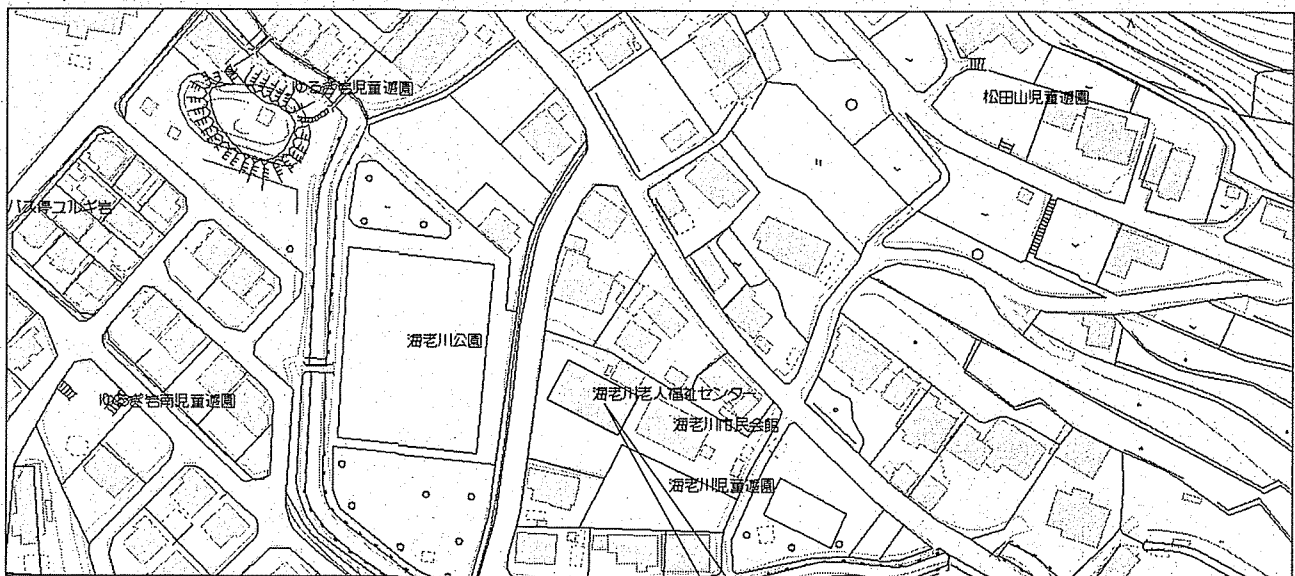 ゆるぎ岩児童遊園
松田山児童遊園
バス停ユルギ岩
海老川公園
ゆるぎ岩南児童遊園
海老川老人福祉センター
海老川市民会館
海老川児童遊園